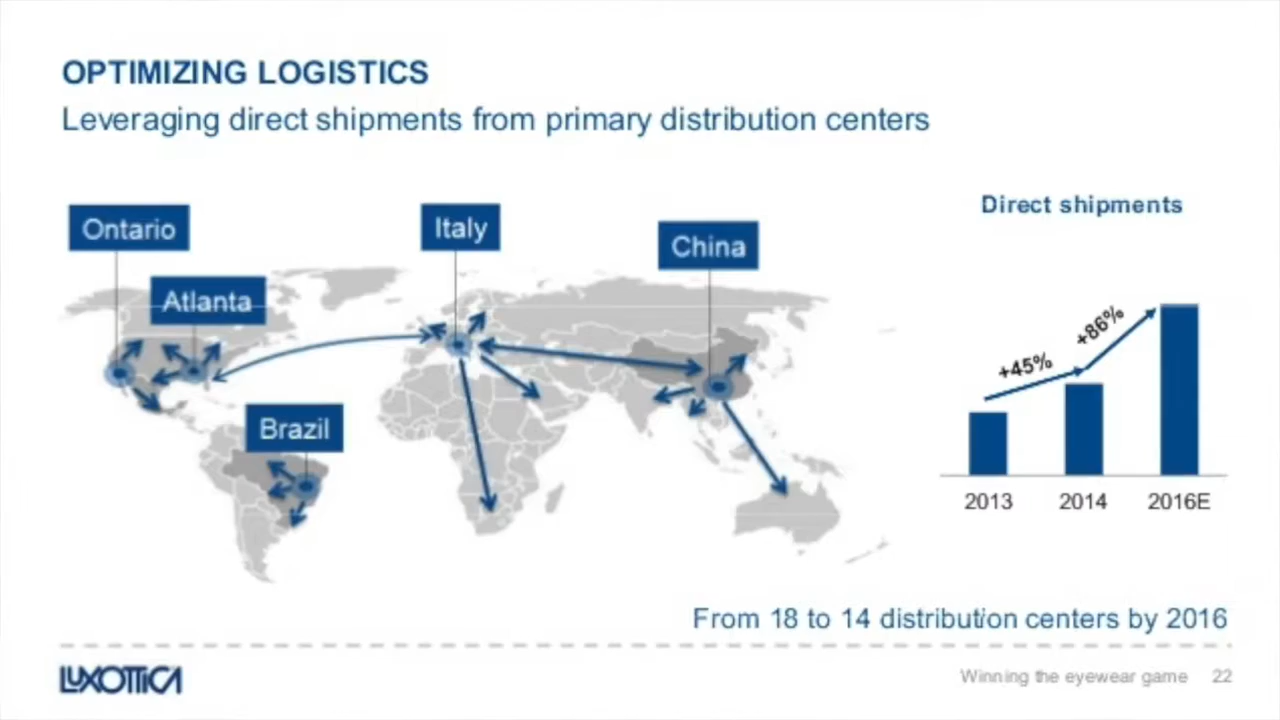 OPTIMIZING LOGISTICS
Leveraging direct shipments from primary distribution centers
Ontario
Italy
China
Atlanta
Brazil
Direct shipments
+45%
+86%
2013
2014
2016E
From 18 to 14 distribution centers by 2016
LUXOTTICA
Winning the eyewear game
22